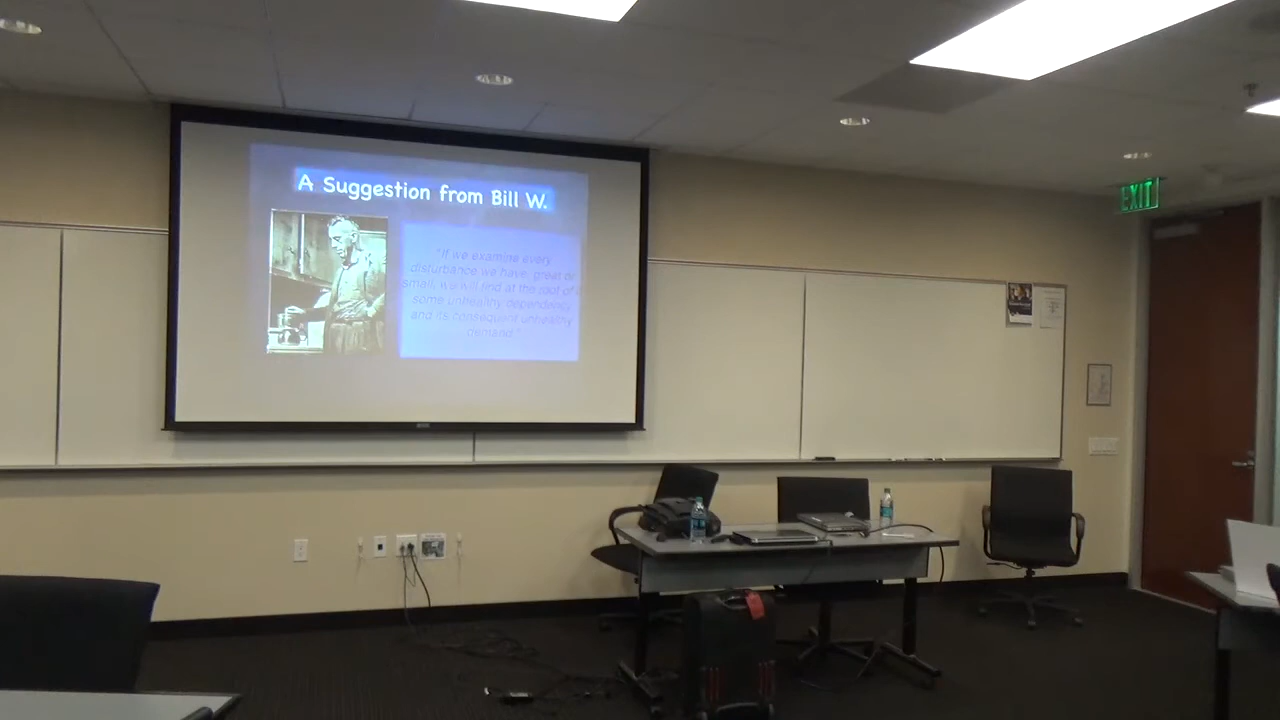 A Suggestion from Bill W.
"If we examine every
disturbance we have, great or
small, we will find at the root of it
some unhealthy dependency
and its consequent unhealthy
demand."
EXIT